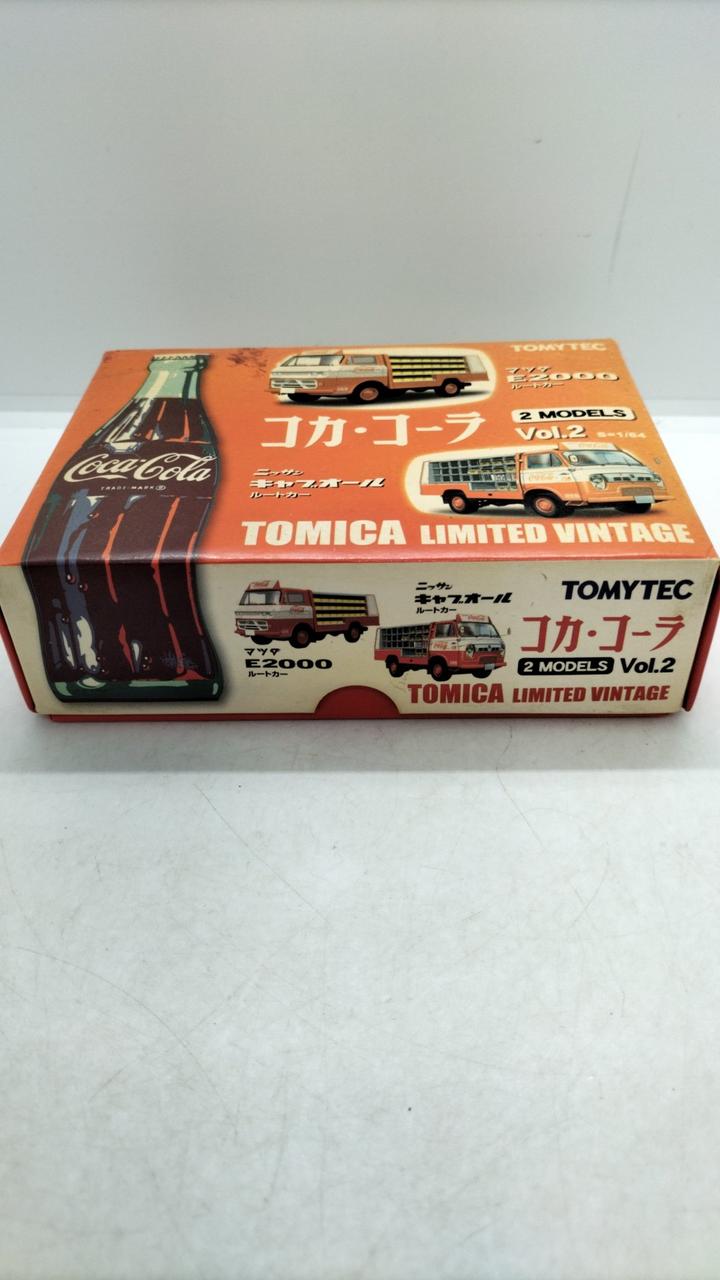 TOMYTEC
マツダ
E2000
ルートカー
コカ・コーラ
2 MODELS
Vol.2 S=1/64
ニッサン
キャブオール
ルートカー
Coca-Cola
TRADE-MARK®
TOMICA LIMITED VINTAGE
マツダ
E2000
ルートカー
ニッサン
キャブオール
ルートカー
TOMYTEC
コカ・コーラ
2 MODELS Vol.2
TOMICA LIMITED VINTAGE